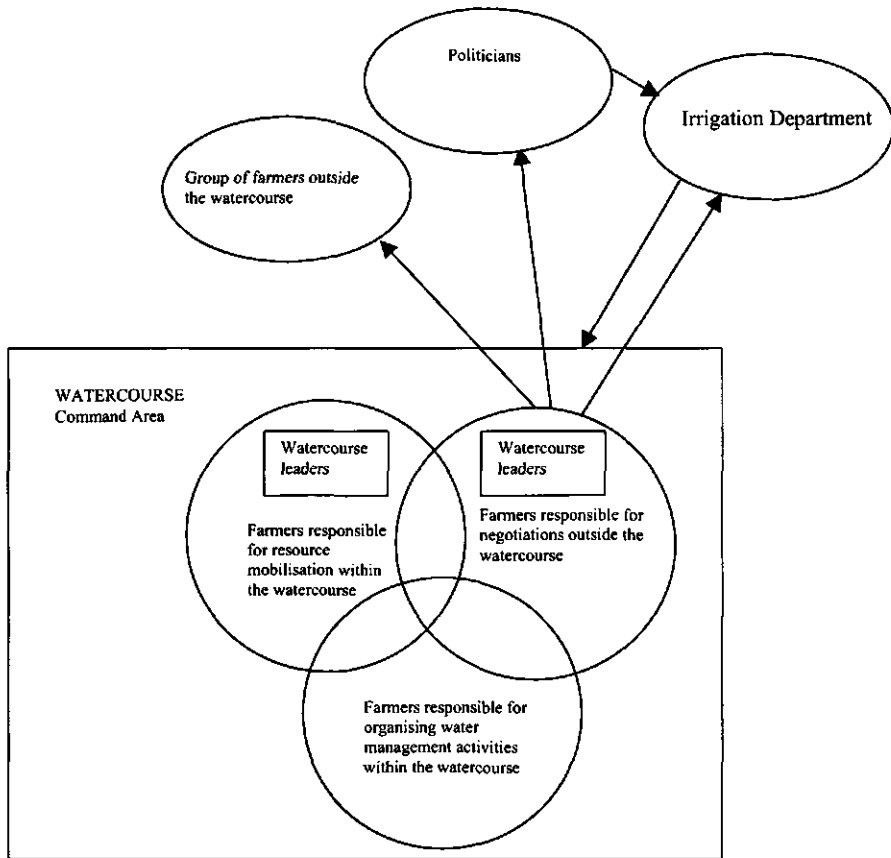 Politicians
Irrigation Department
Group of farmers outside
the watercourse
WATERCOURSE
Command Area
Watercourse
leaders
Farmers responsible
for resource
mobilisation within
the watercourse
Watercourse
leaders
Farmers responsible for
negotiations outside the
watercourse
Farmers responsible for
organising water
management activities
within the watercourse